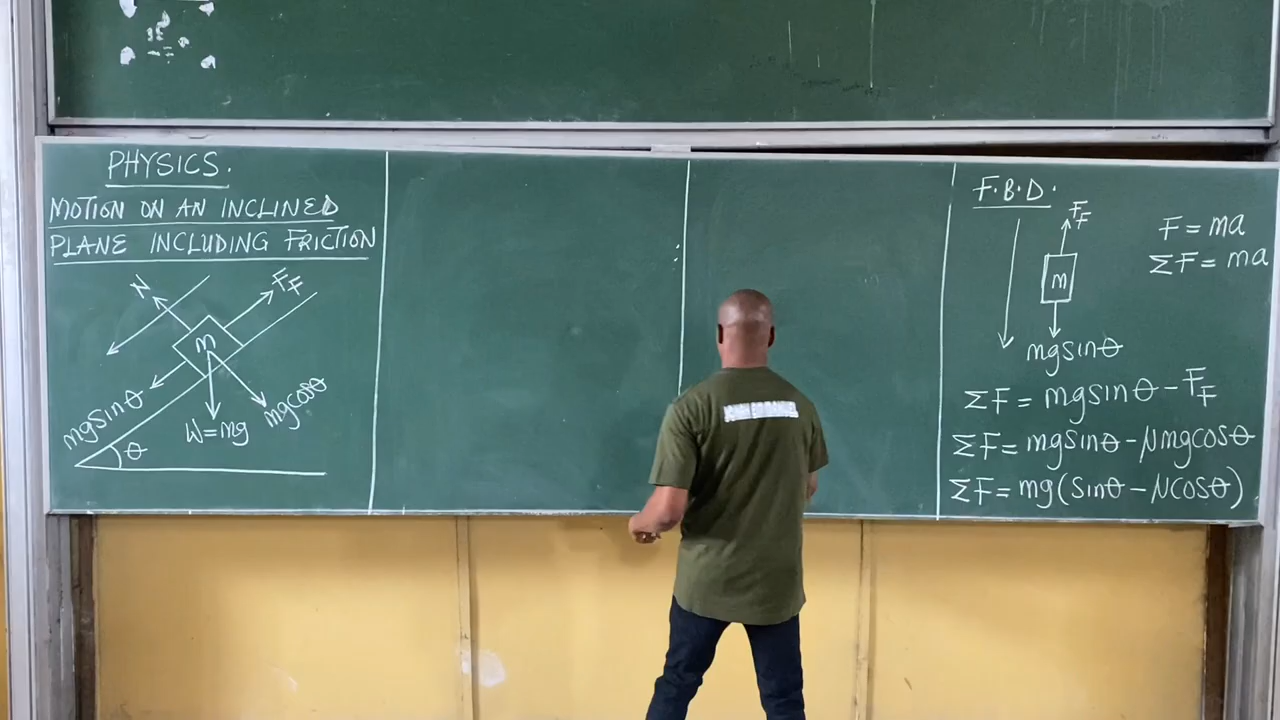 PHYSICS.
MOTION ON AN INCLINED
PLANE INCLUDING FRICTION
N
F_F
m
mgsinθ
mgcosθ
W=mg
θ
F.B.D.
F_F
m
mgsinθ
F = ma
ΣF = ma
ΣF = mgsinθ - F_F
ΣF = mgsinθ - μmgcosθ
ΣF = mg(sinθ - μcosθ)